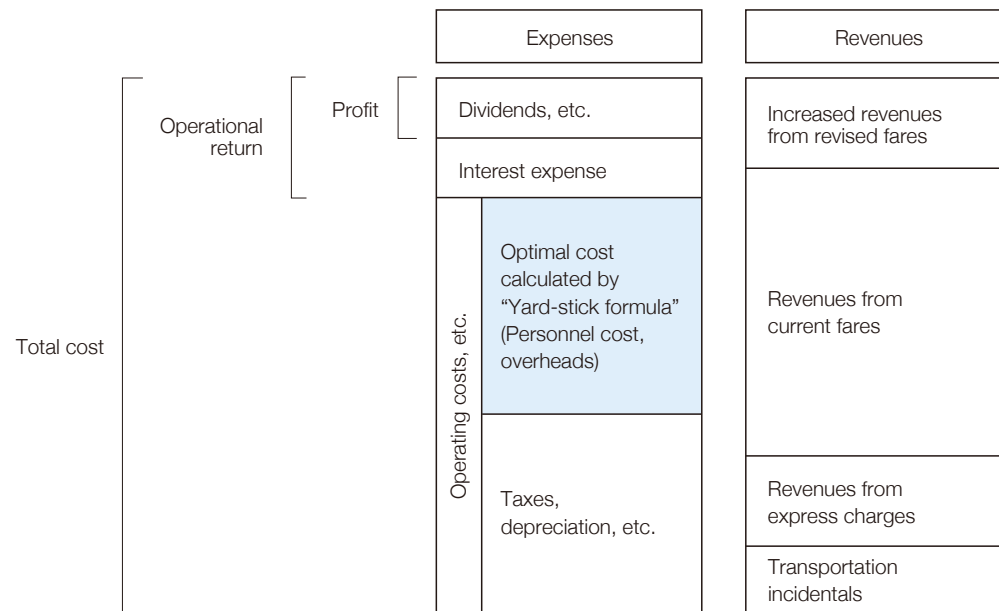 Expenses
Revenues
Total cost
Operational
return
Profit
Dividends, etc.
Interest expense
Operating costs, etc.
Optimal cost
calculated by
“Yard-stick formula”
(Personnel cost,
overheads)
Taxes,
depreciation, etc.
Increased revenues
from revised fares
Revenues from
current fares
Revenues from
express charges
Transportation
incidentals